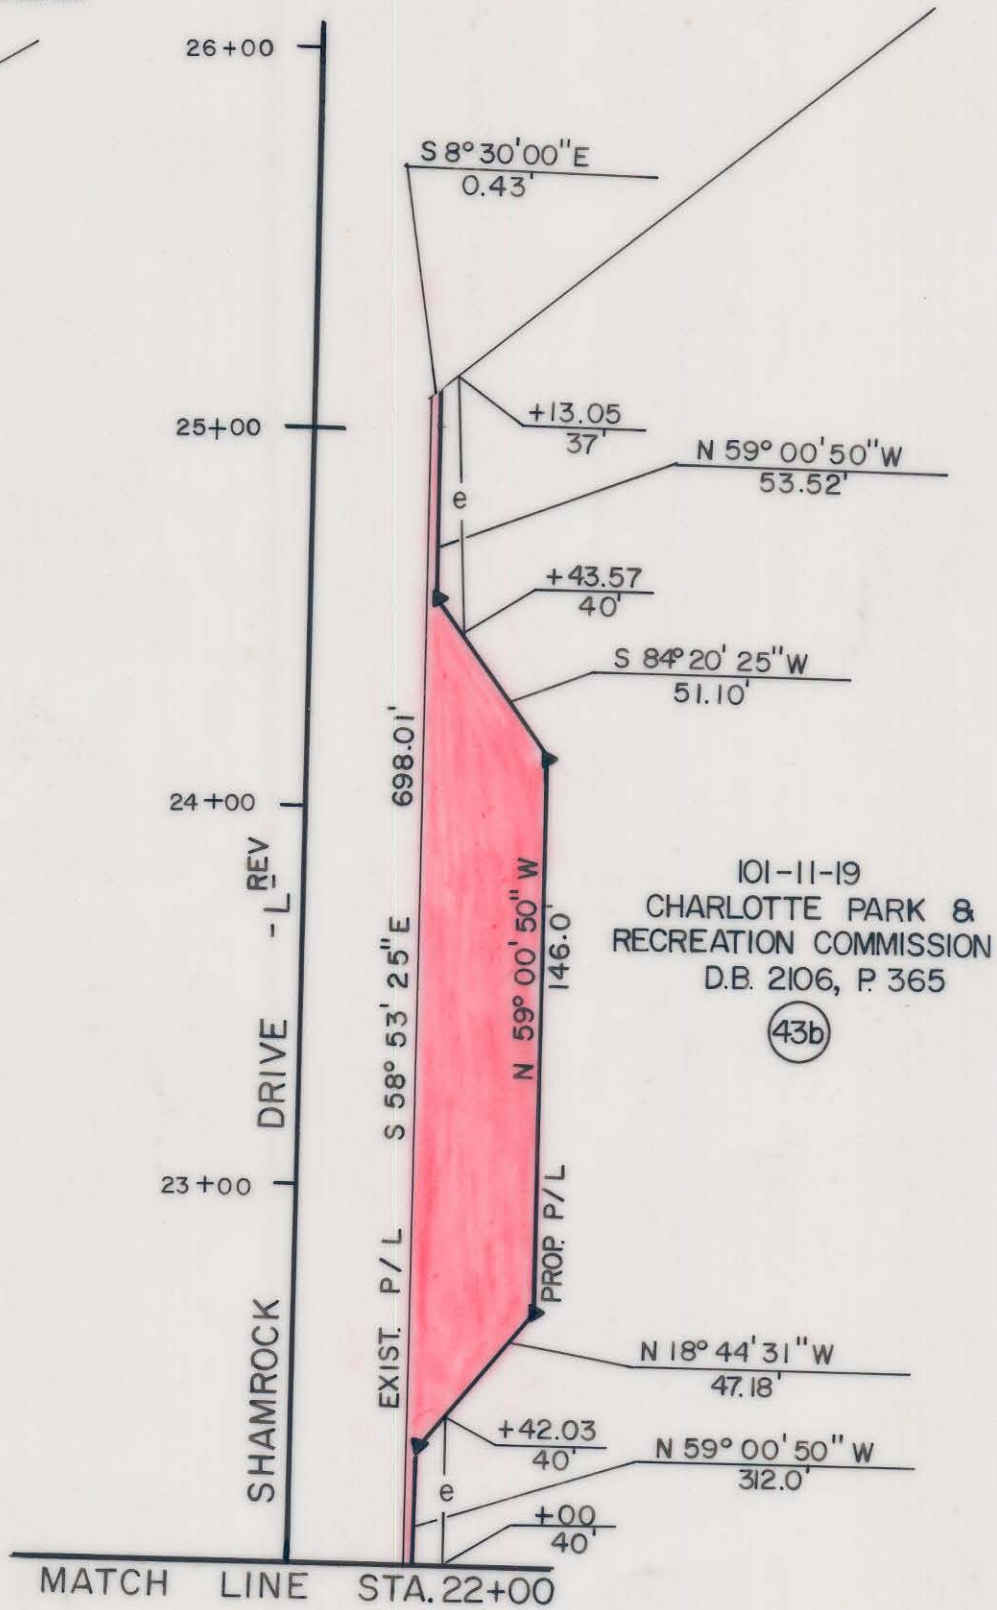 26+00
S 8° 30' 00" E
0.43'
25+00
+13.05
37'
N 59° 00' 50" W
53.52'
e
+43.57
40'
S 84° 20' 25" W
51.10'
698.01'
24+00
SHAMROCK DRIVE -L REV
EXIST. P/L S 58° 53' 25" E
N 59° 00' 50" W
146.0'
101-11-19
CHARLOTTE PARK &
RECREATION COMMISSION
D.B. 2106, P. 365
43b
23+00
PROP. P/L
N 18° 44' 31" W
47.18'
+42.03
40'
N 59° 00' 50" W
312.0'
e
+00
40'
MATCH LINE STA. 22+00